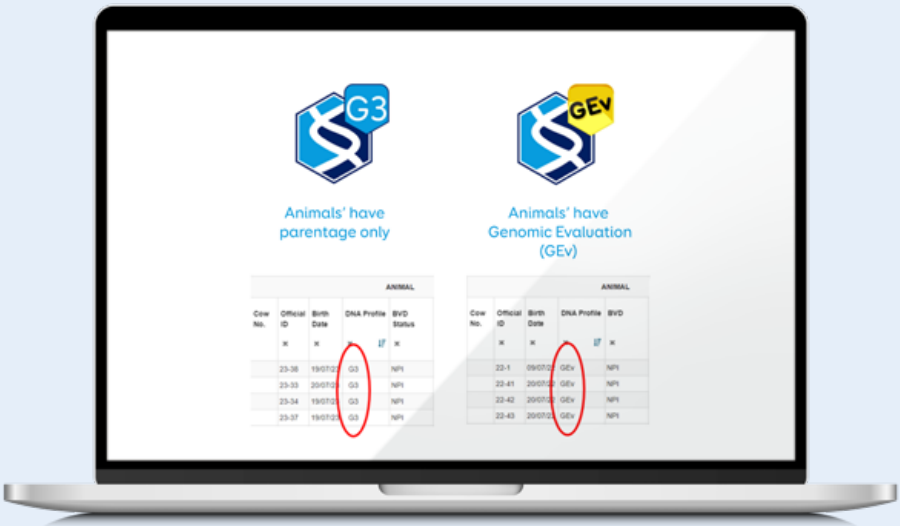 G3
GEv
Animals' have
parentage only
Animals' have
Genomic Evaluation
(GEv)
ANIMAL
Cow No. Official ID Birth Date DNA Profile BVD Status
23-38 19/07/23 G3 NPI
23-33 20/07/23 G3 NPI
23-34 19/07/23 G3 NPI
23-37 19/07/23 G3 NPI
ANIMAL
Cow No. Official ID Birth Date DNA Profile BVD
22-1 09/07/22 GEv NPI
22-41 20/07/22 GEv NPI
22-42 20/07/22 GEv NPI
22-43 20/07/22 GEv NPI